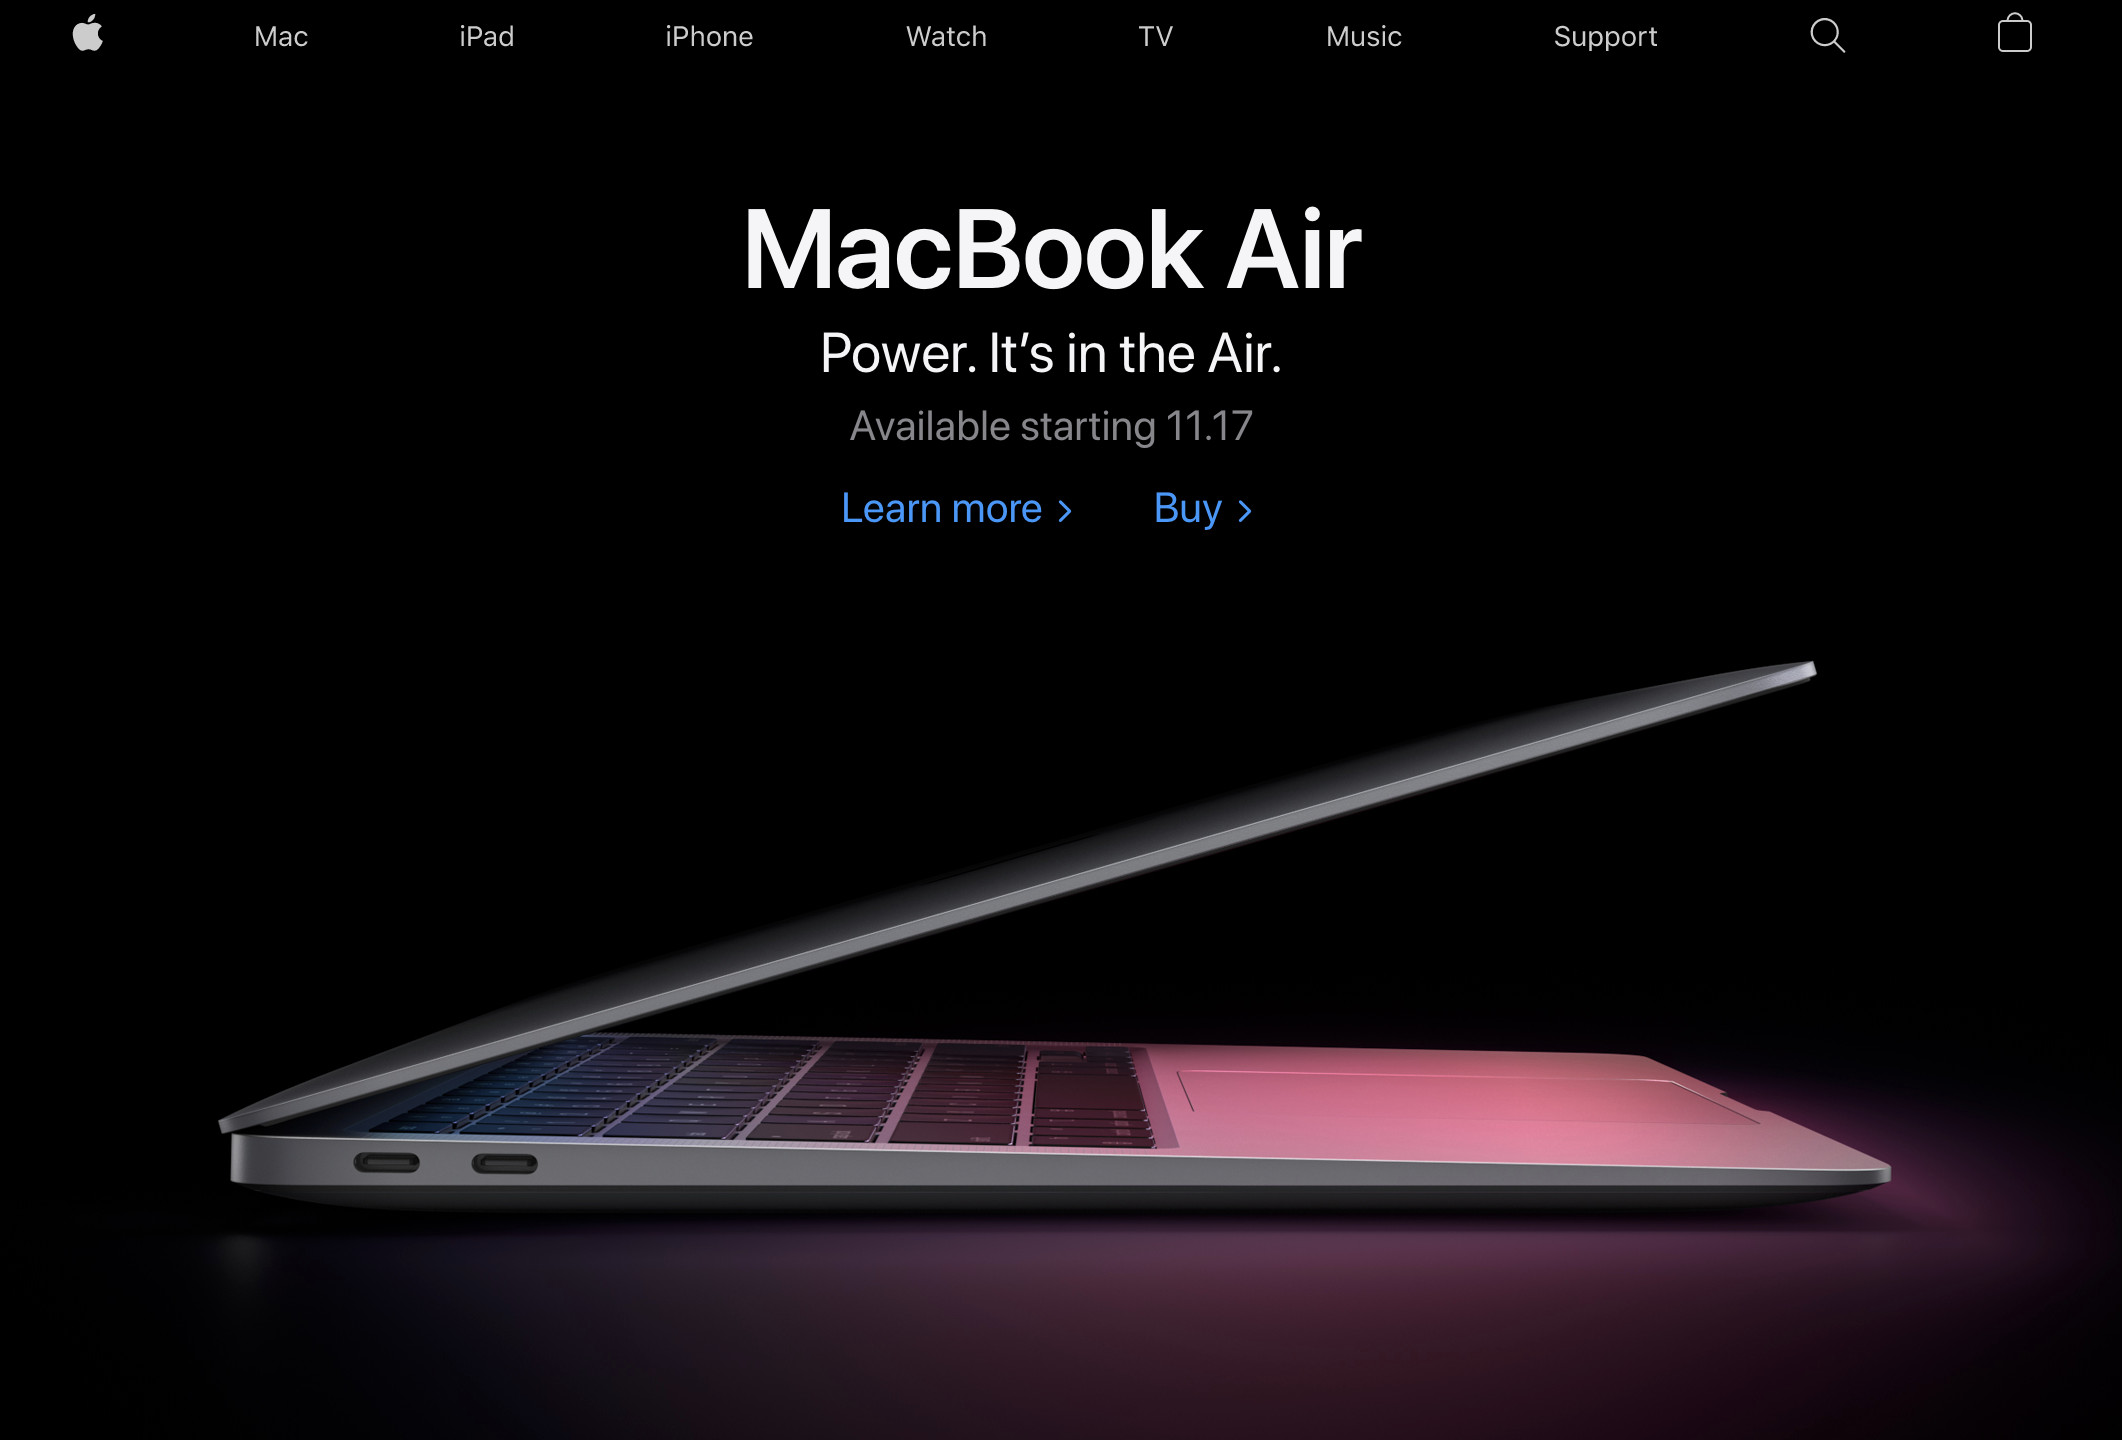 Mac iPad iPhone Watch TV Music Support
MacBook Air
Power. It’s in the Air.
Available starting 11.17
Learn more >
Buy >